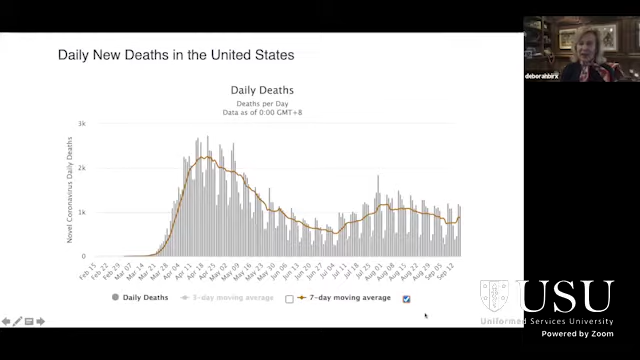 Daily New Deaths in the United States
deborahbirx
Daily Deaths
Deaths per Day
Data as of 0:00 GMT+8
Novel Coronavirus Daily Deaths
3k
2k
1k
0
Feb 15
Feb 22
Feb 29
Mar 07
Mar 14
Mar 21
Mar 28
Apr 04
Apr 11
Apr 18
Apr 25
May 02
May 09
May 16
May 23
May 30
Jun 06
Jun 13
Jun 20
Jun 27
Jul 04
Jul 11
Jul 18
Jul 25
Aug 01
Aug 08
Aug 15
Aug 22
Aug 29
Sep 05
Sep 12
Daily Deaths
3-day moving average
7-day moving average
USU
Uniformed Services University
Powered by Zoom